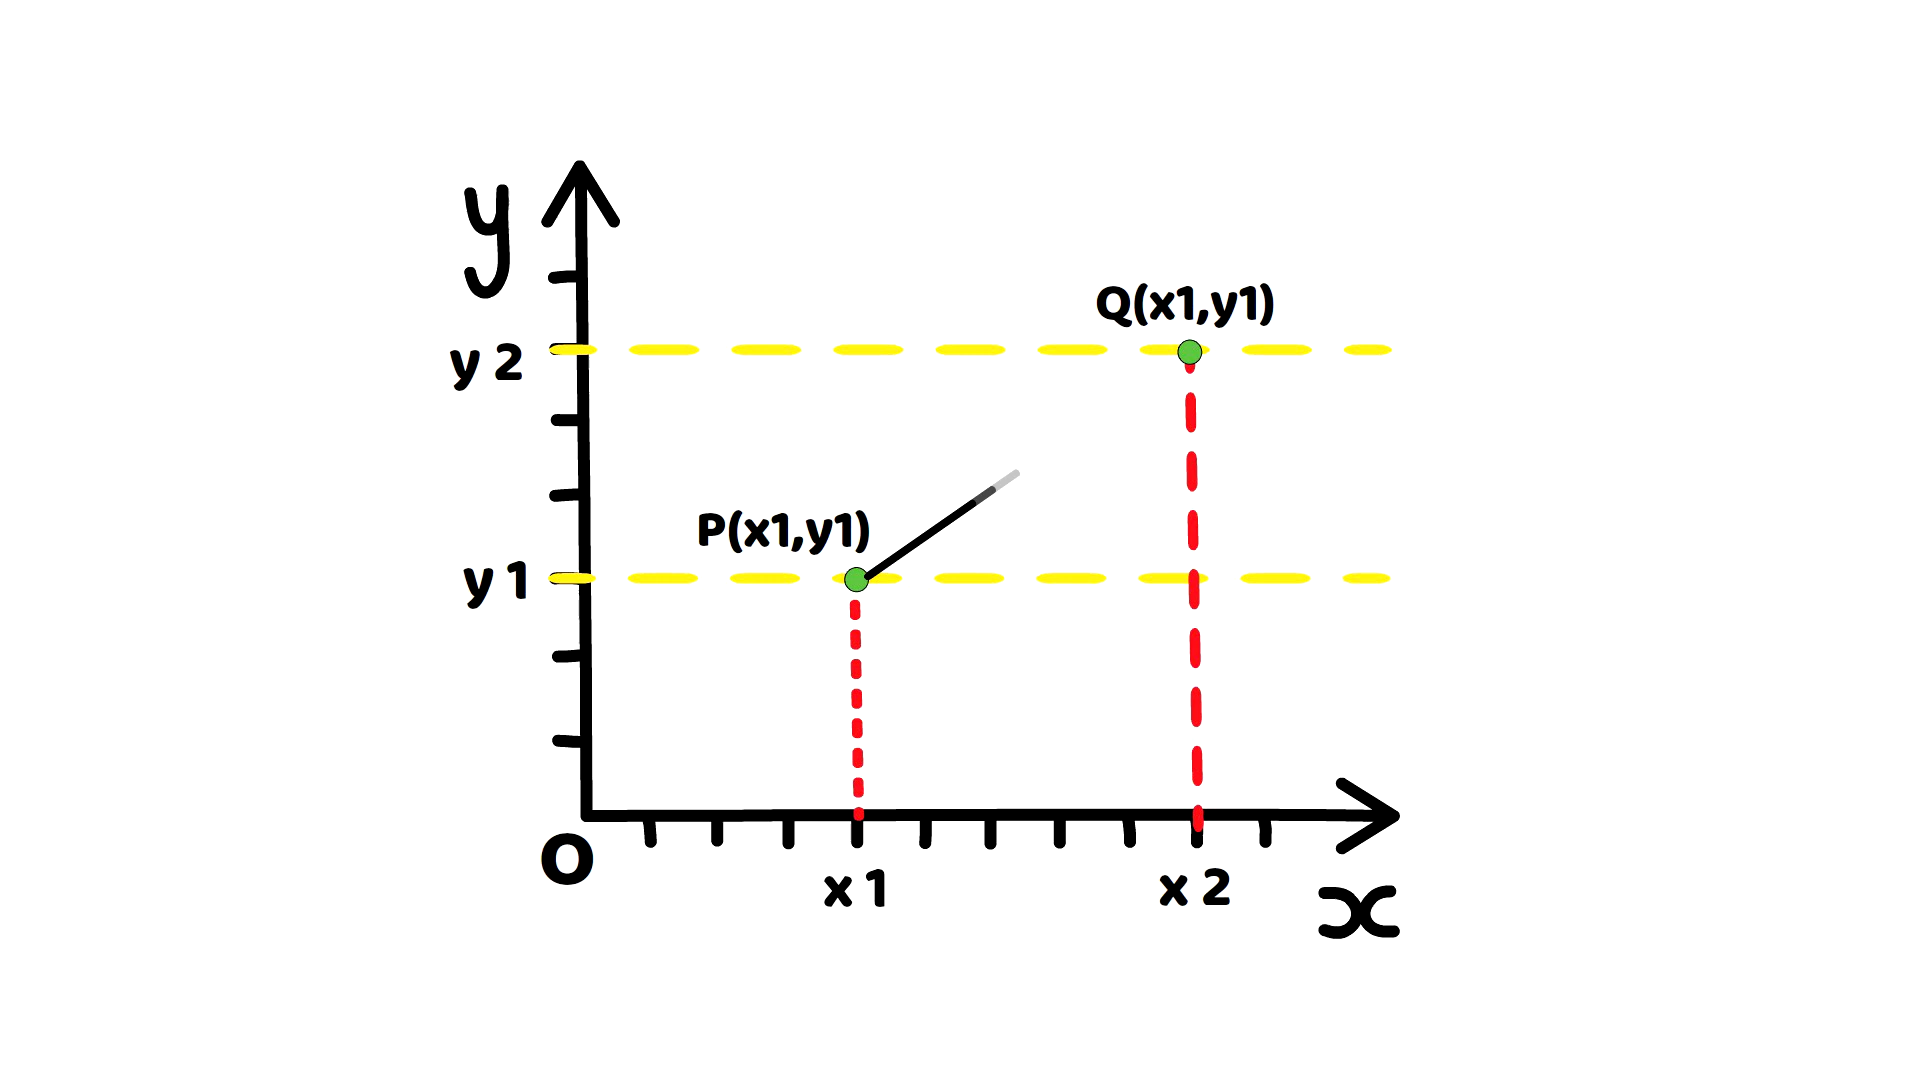 y
Q(x1,y1)
y 2
P(x1,y1)
y 1
O
x 1
x 2
x